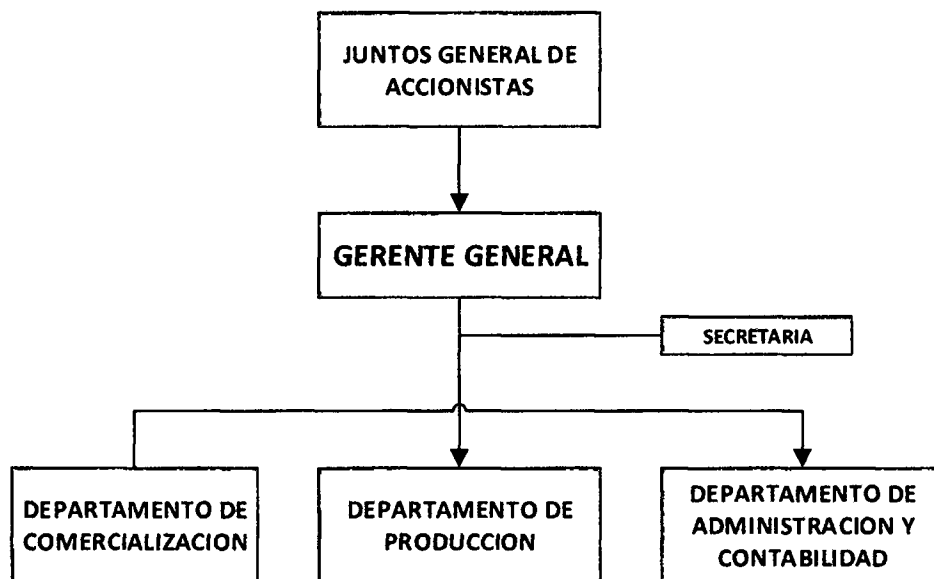 JUNTOS GENERAL DE
ACCIONISTAS
GERENTE GENERAL
SECRETARIA
DEPARTAMENTO DE
COMERCIALIZACION
DEPARTAMENTO DE
PRODUCCION
DEPARTAMENTO DE
ADMINISTRACION Y
CONTABILIDAD